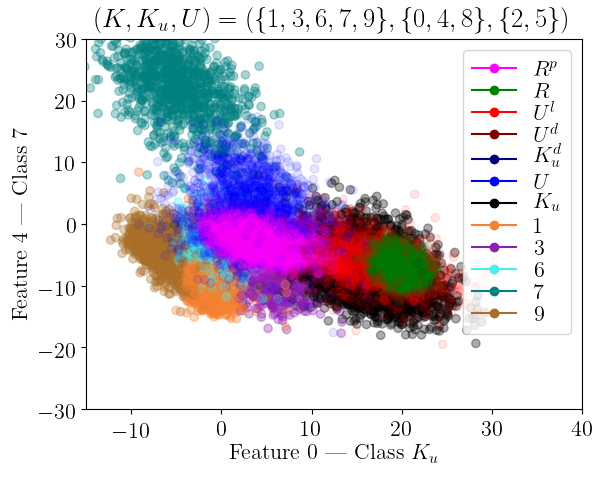 (K, K_u, U) = ({1, 3, 6, 7, 9}, {0, 4, 8}, {2, 5})
30
20
10
0
−10
−20
−30
Feature 4 — Class 7
R^p
R
U^l
U^d
K_u^d
U
K_u
1
3
6
7
9
−10
0
10
20
30
40
Feature 0 — Class K_u